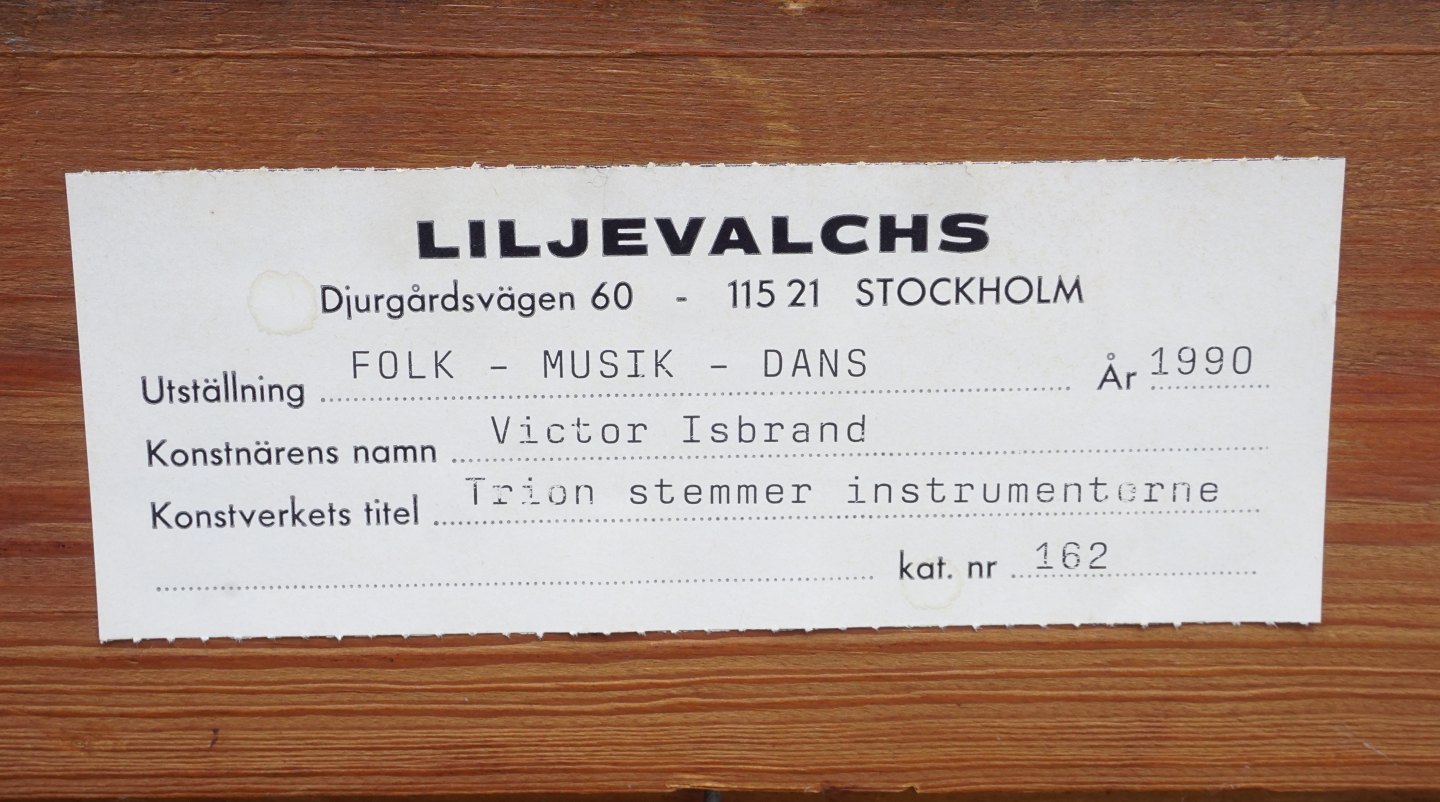 LILJEVALCHS
Djurgårdsvägen 60 - 115 21 STOCKHOLM
Utställning FOLK - MUSIK - DANS År 1990
Konstnärens namn Victor Isbrand
Konstverkets titel Trion stemmer instrumenterne
kat. nr 162